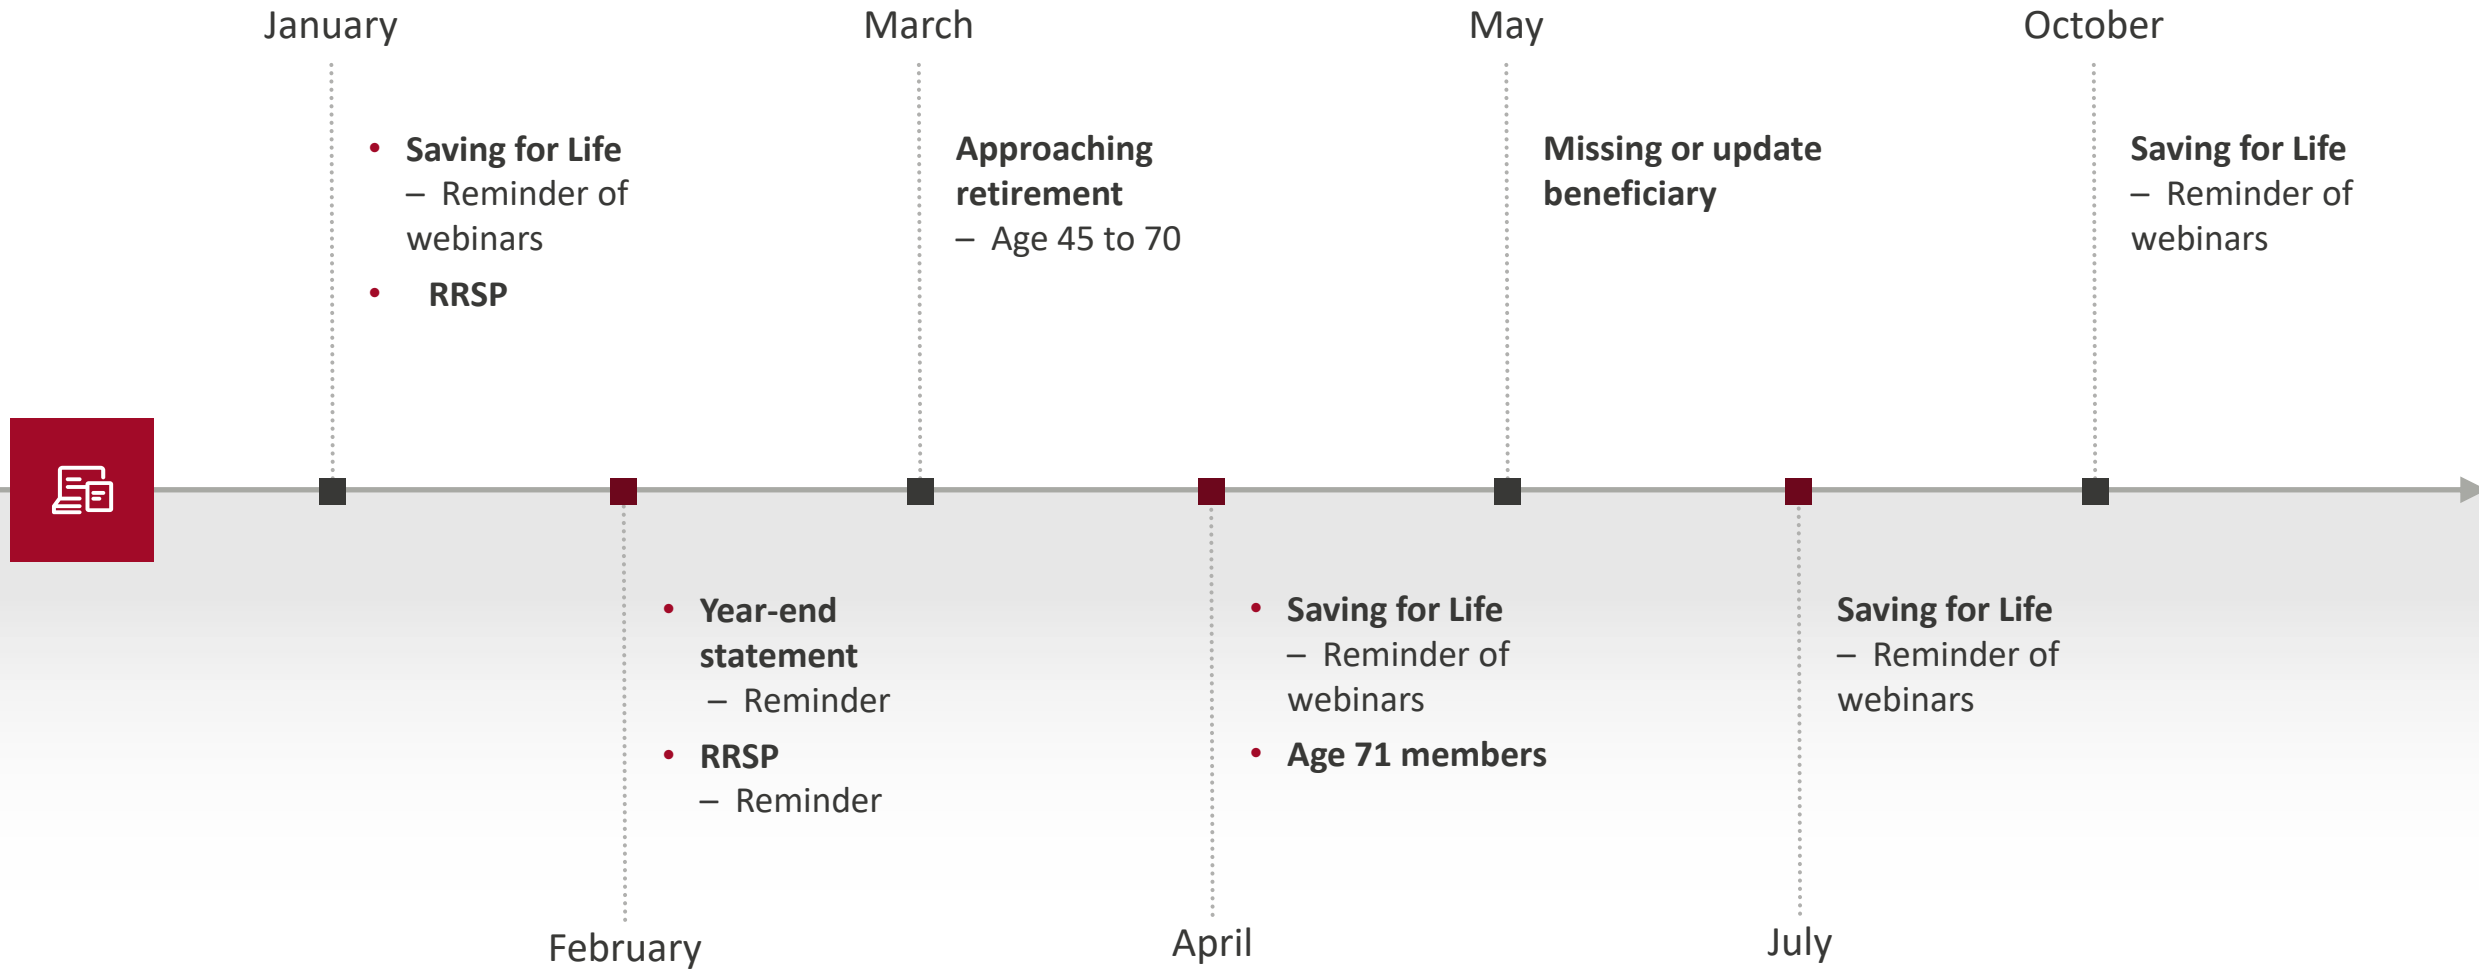 January
March
May
October
• Saving for Life
– Reminder of
webinars
• RRSP
Approaching
retirement
– Age 45 to 70
Missing or update
beneficiary
Saving for Life
– Reminder of
webinars
• Year-end
statement
– Reminder
• RRSP
– Reminder
• Saving for Life
– Reminder of
webinars
• Age 71 members
Saving for Life
– Reminder of
webinars
February
April
July